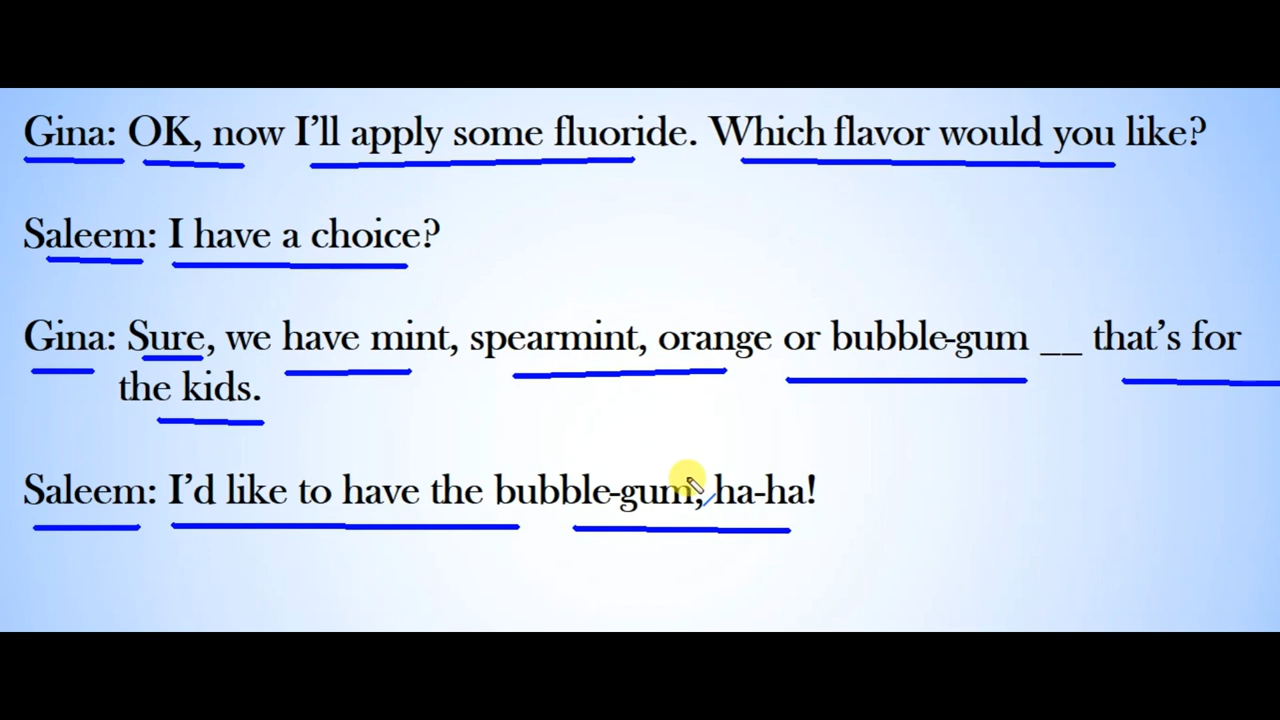 Gina: OK, now I'll apply some fluoride. Which flavor would you like?
Saleem: I have a choice?
Gina: Sure, we have mint, spearmint, orange or bubble-gum __ that's for
the kids.
Saleem: I'd like to have the bubble-gum, ha-ha!